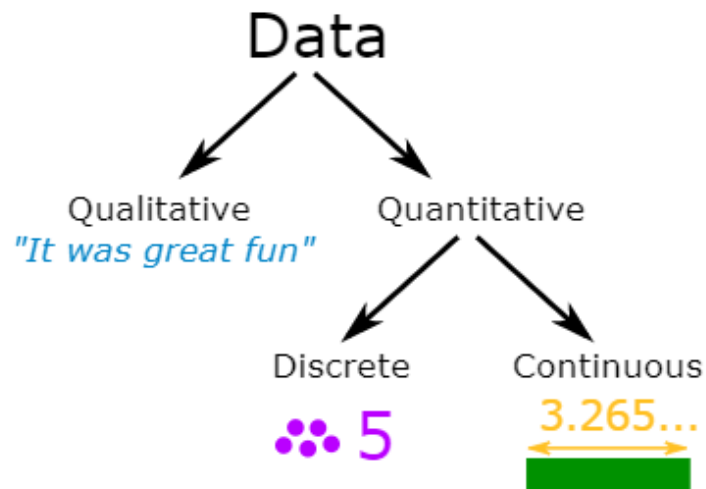 Data
Qualitative
"It was great fun"
Quantitative
Discrete
5
Continuous
3.265...